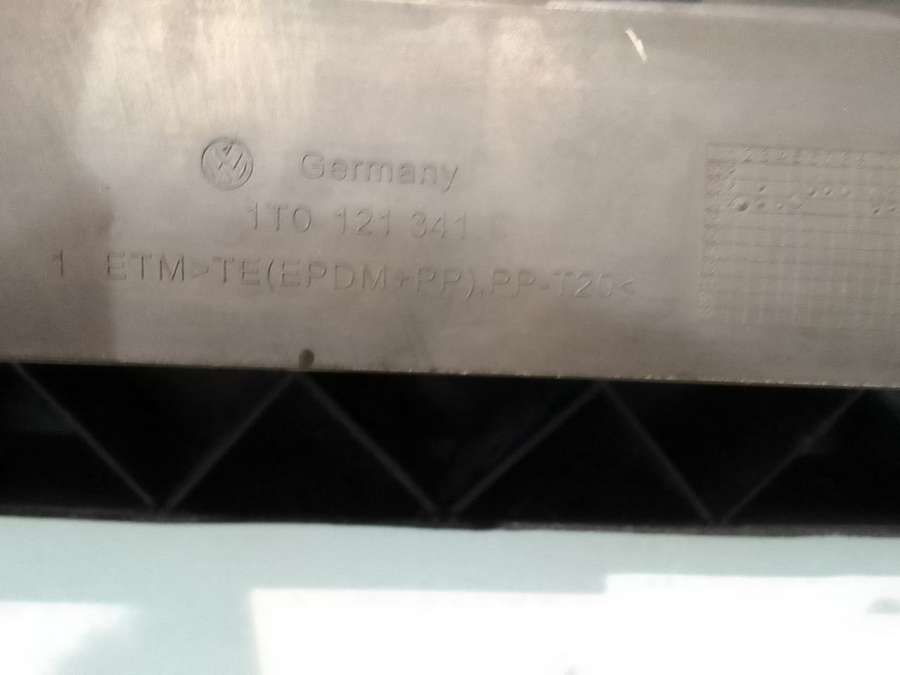 Germany
1T0 121 341
1 ETM >TE(EPDM+PP),PP-T20<